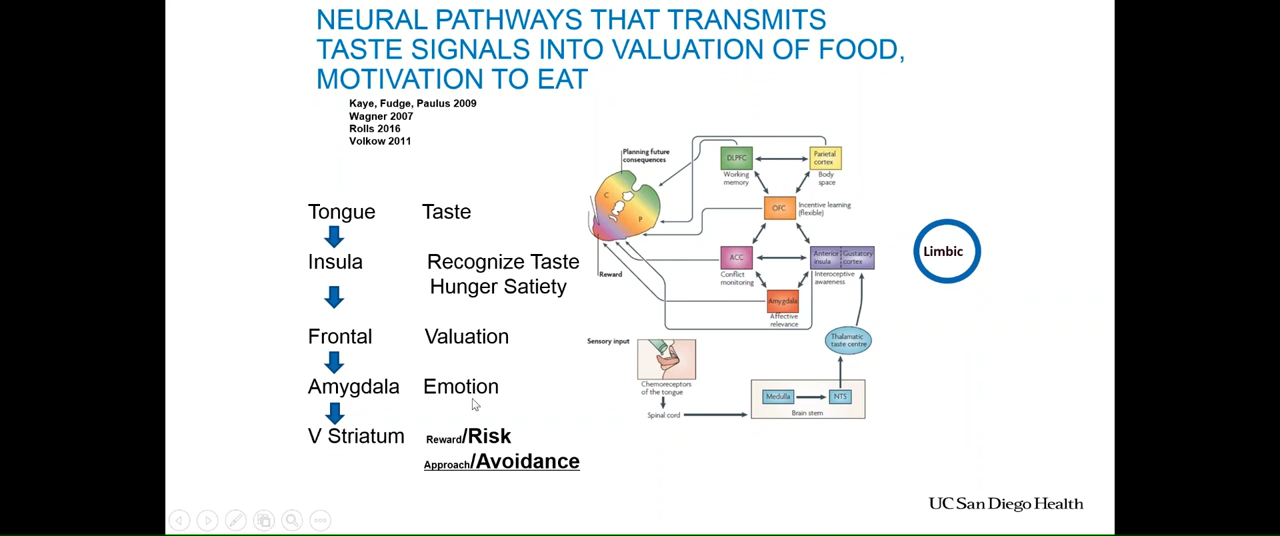 NEURAL PATHWAYS THAT TRANSMITS
TASTE SIGNALS INTO VALUATION OF FOOD,
MOTIVATION TO EAT
Kaye, Fudge, Paulus 2009
Wagner 2007
Rolls 2016
Volkow 2011
Tongue Taste
Insula Recognize Taste
Hunger Satiety
Frontal Valuation
Amygdala Emotion
V Striatum Reward/Risk
Approach/Avoidance
Planning future
consequences
C
P
Reward
DLPFC
Working
memory
Parietal
cortex
Body
space
OFC
Incentive learning
(flexible)
ACC
Conflict
monitoring
Anterior
insula
Gustatory
cortex
Interoceptive
awareness
Amygdala
Affective
relevance
Thalamatic
taste centre
Sensory input
Chemoreceptors
of the tongue
Spinal cord
Medulla
NTS
Brain stem
Limbic
UC San Diego Health